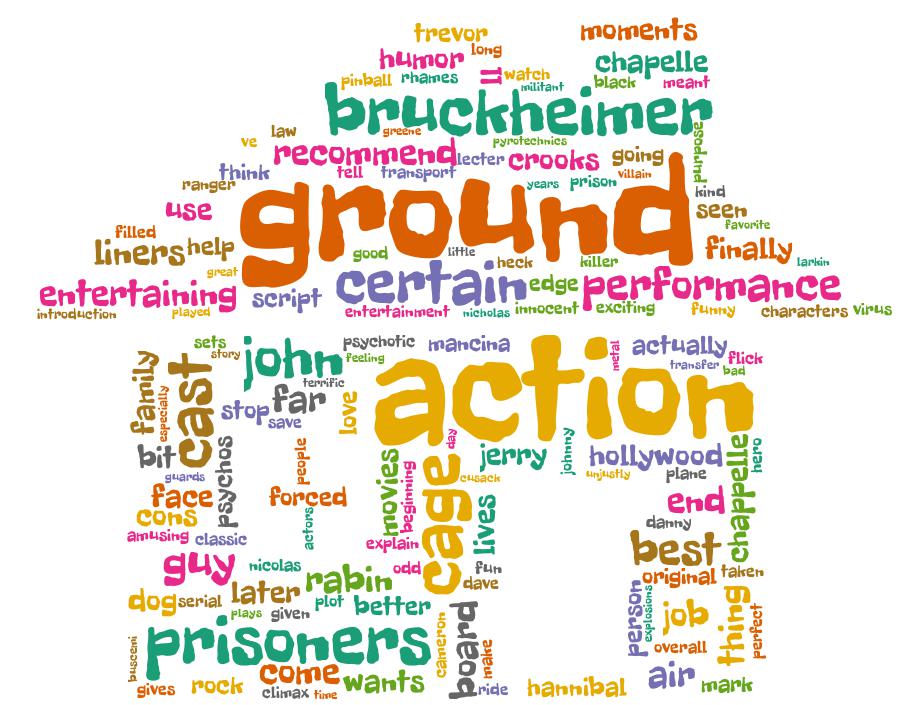 trevor
moments
humor
long
chapelle
pinball
rhames
II
watch
black
meant
militant
bruckheimer
law
greene
ve
pyrotechnics
purpose
recommend
lecter
crooks
going
think
tell
transport
villain
ranger
years
prison
kind
ground
use
seen
favorite
filled
liners
help
good
little
heck
killer
finally
larkin
great
certain
edge
performance
entertaining
script
introduction
played
entertainment
nicholas
innocent
exciting
funny
characters
virus
sets
story
john
psychotic
feeling
mancina
metal
actually
transfer
flick
bad
family
especially
cast
terrific
far
stop
save
love
action
bit
guards
psychos
people
movies
beginning
day
cage
cusack
jerry
johnny
hollywood
unjustly
plane
chappelle
hero
face
forced
cons
actors
lives
end
danny
amusing
classic
explain
best
guy
nicolas
rabin
odd
fun
dave
original
taken
dog
serial
later
plays
given
plot
better
person
explosions
job
thing
perfect
prisoners
buscemi
cameron
board
make
overall
come
wants
air
mark
gives
rock
climax
time
ride
hannibal